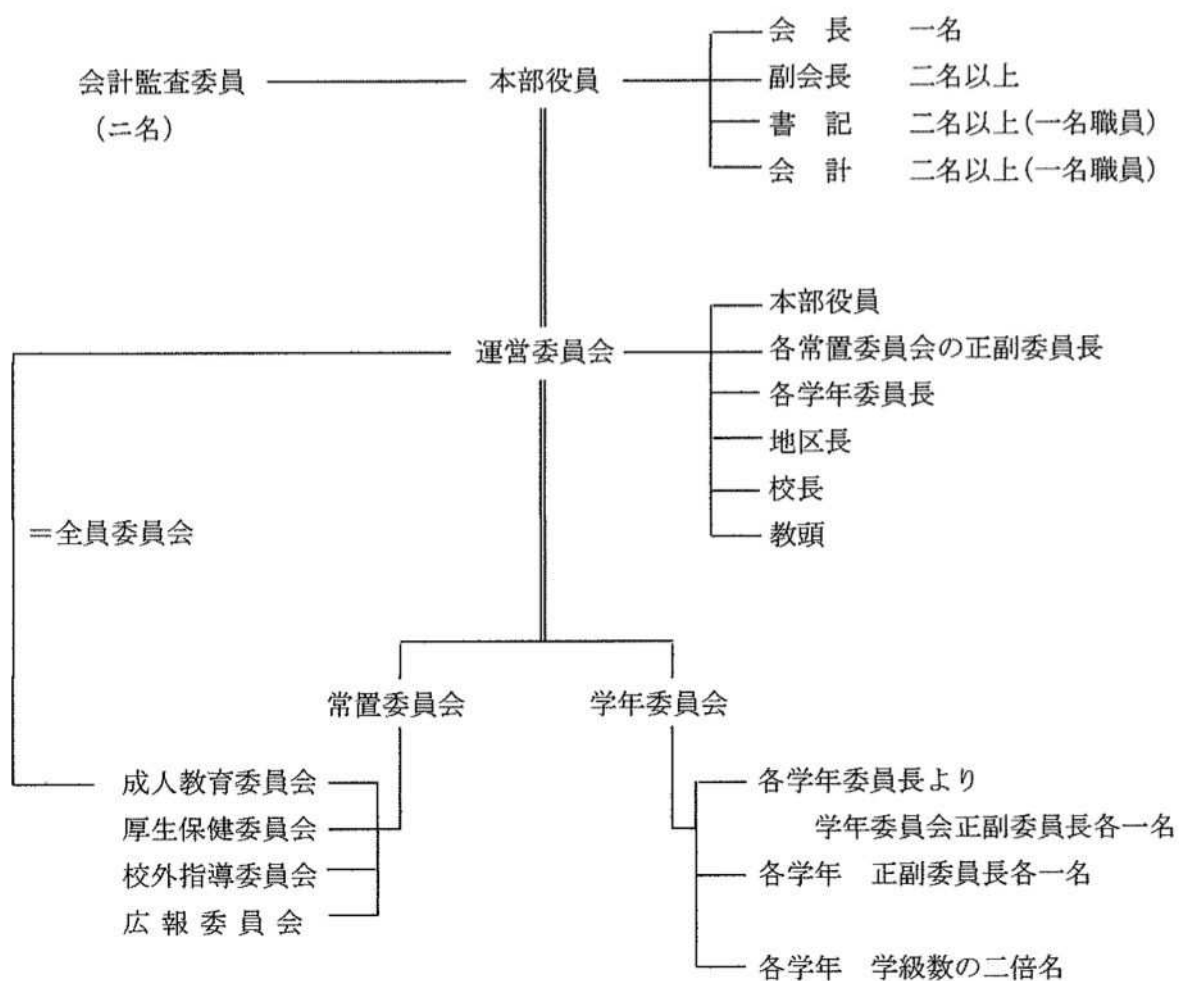 会計監査委員
(二名)
本部役員
会 長 一名
副会長 二名以上
書 記 二名以上(一名職員)
会 計 二名以上(一名職員)
運営委員会
本部役員
各常置委員会の正副委員長
各学年委員長
地区長
校長
教頭
=全員委員会
常置委員会
成人教育委員会
厚生保健委員会
校外指導委員会
広報委員会
学年委員会
各学年委員長より
学年委員会正副委員長各一名
各学年 正副委員長各一名
各学年 学級数の二倍名